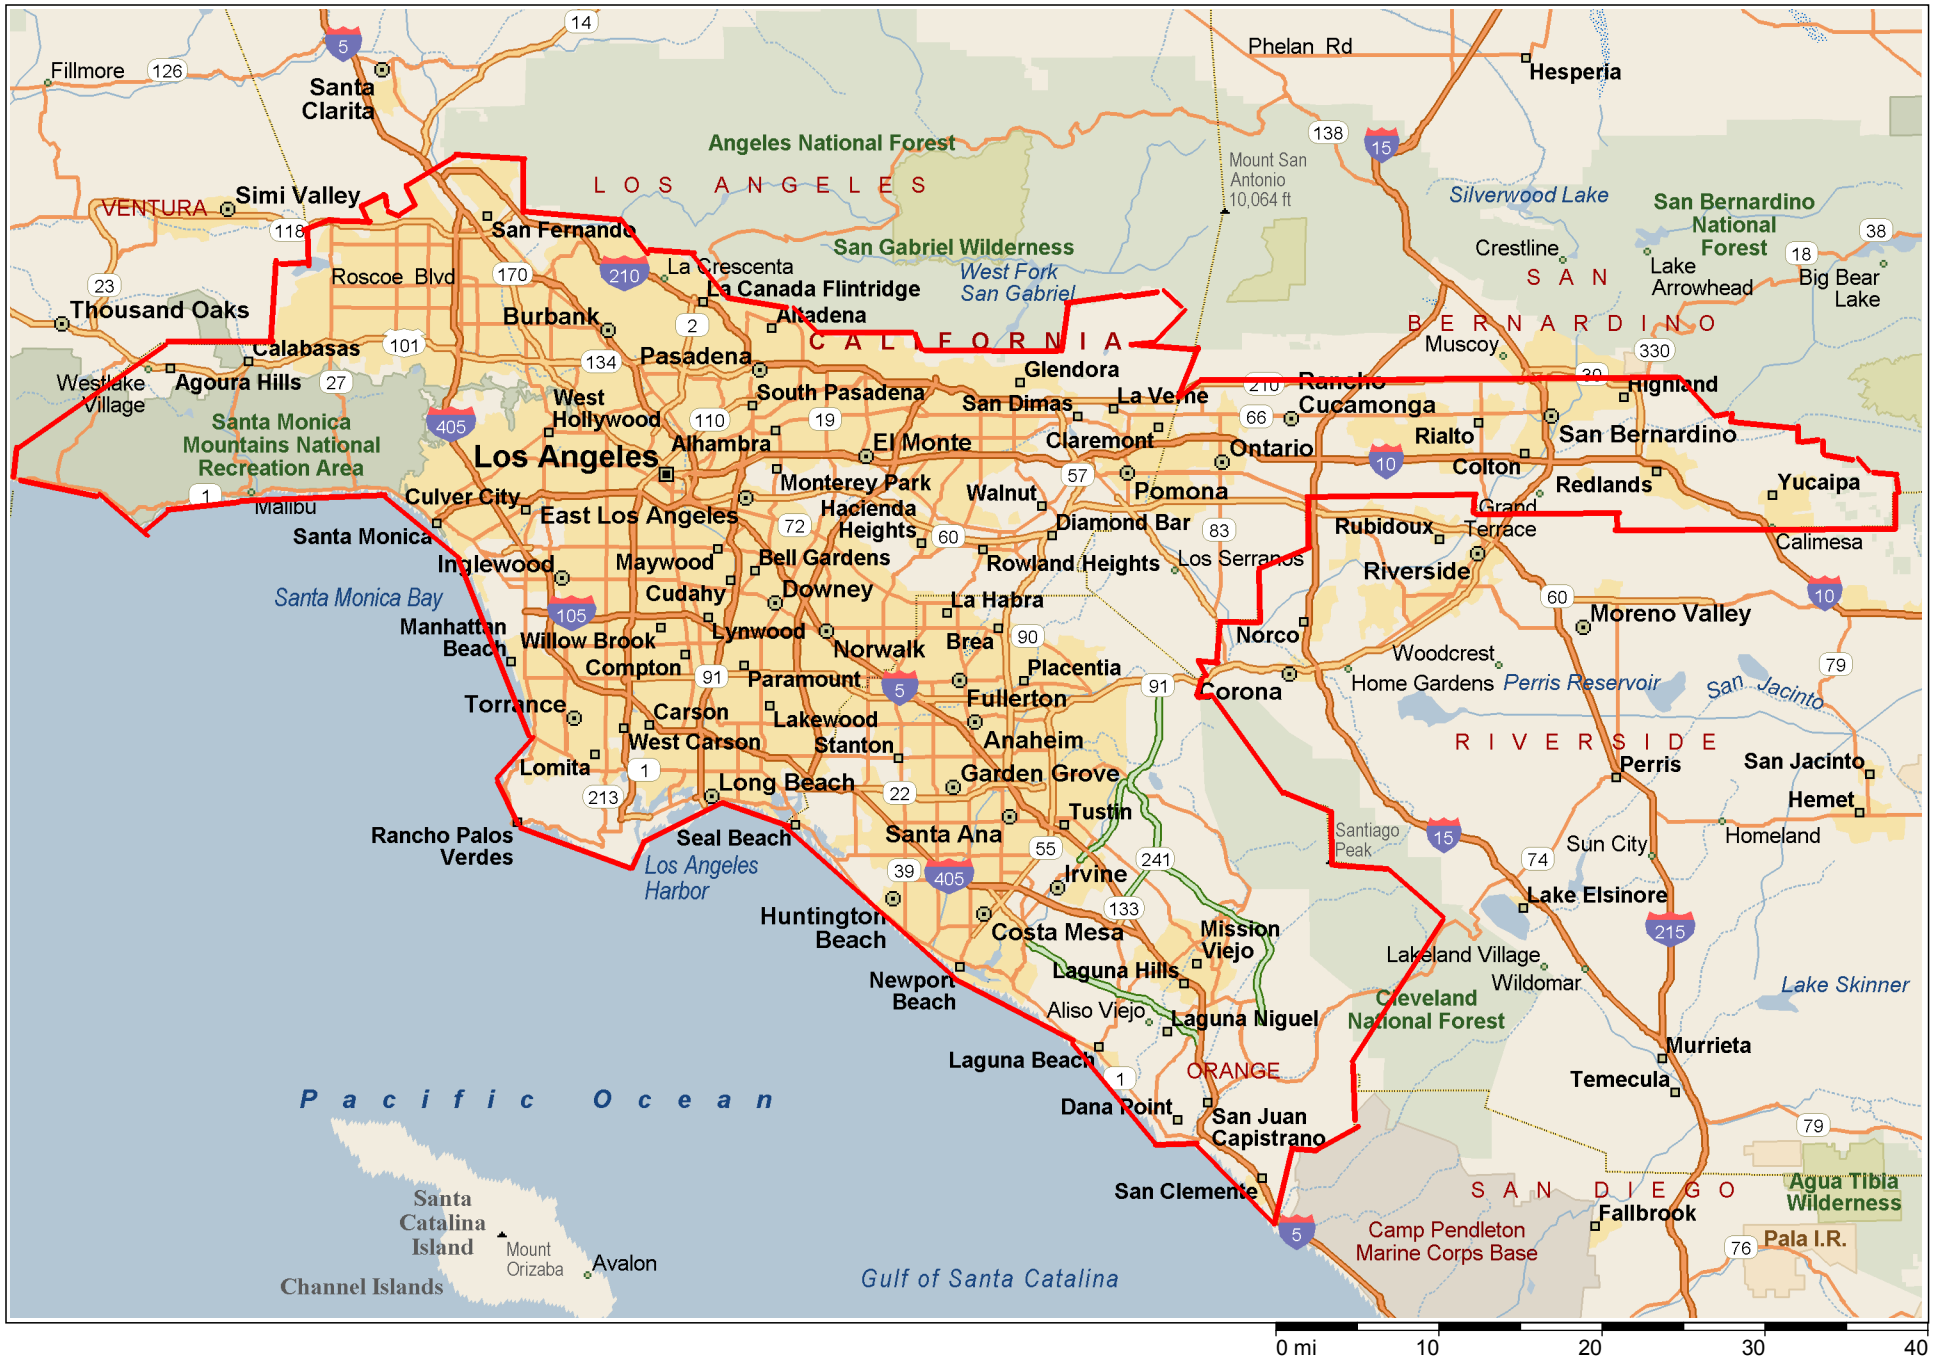 14
5
Phelan Rd
Fillmore
126
Hesperia
Santa
Clarita
138
15
Angeles National Forest
Mount San
Antonio
10,064 ft
LOS ANGELES
Silverwood Lake
San Bernardino
National
Forest
Simi Valley
VENTURA
118
San Fernando
38
18
San Gabriel Wilderness
Crestline
Lake
Arrowhead
Big Bear
Lake
SAN
La Crescenta
West Fork
San Gabriel
Roscoe Blvd
170
210
23
La Canada Flintridge
Thousand Oaks
Burbank
Altadena
2
BERNARDINO
CALIFORNIA
Muscoy
330
101
Calabasas
134
Pasadena
Glendora
30
Westlake
Village
Agoura Hills
27
210
Rancho
Cucamonga
Highland
West
Hollywood
South Pasadena
San Dimas
La Verne
66
Santa Monica
Mountains National
Recreation Area
405
110
19
Alhambra
El Monte
Claremont
Ontario
Rialto
San Bernardino
Los Angeles
10
Colton
57
Monterey Park
Walnut
Pomona
Redlands
Yucaipa
1
Malibu
Culver City
East Los Angeles
Hacienda
Heights
72
60
Diamond Bar
83
Grand
Terrace
Rubidoux
Santa Monica
Calimesa
Inglewood
Maywood
Bell Gardens
Rowland Heights
Los Serranos
Riverside
Santa Monica Bay
Cudahy
Downey
105
La Habra
60
10
Moreno Valley
Manhattan
Beach
Willow Brook
Lynwood
Norwalk
Brea
90
Norco
Compton
91
Paramount
5
Placentia
91
Woodcrest
79
Home Gardens
Perris Reservoir
San Jacinto
Corona
Fullerton
Torrance
Carson
Lakewood
West Carson
Stanton
Anaheim
RIVERSIDE
Lomita
1
Perris
San Jacinto
213
Long Beach
22
Garden Grove
Hemet
Rancho Palos
Verdes
Seal Beach
Santa Ana
Tustin
Santiago
Peak
15
Homeland
Sun City
Los Angeles
Harbor
55
241
74
39
405
Irvine
133
Lake Elsinore
Huntington
Beach
Costa Mesa
Mission
Viejo
215
Lakeland Village
Laguna Hills
Wildomar
Newport
Beach
Lake Skinner
Aliso Viejo
Laguna Niguel
Cleveland
National Forest
Laguna Beach
Murrieta
ORANGE
1
Temecula
Pacific Ocean
Dana Point
San Juan
Capistrano
79
San Clemente
SAN DIEGO
Agua Tibia
Wilderness
Santa
Catalina
Island
Fallbrook
5
Camp Pendleton
Marine Corps Base
76
Pala I.R.
Mount
Orizaba
Avalon
Channel Islands
Gulf of Santa Catalina
0 mi 10 20 30 40